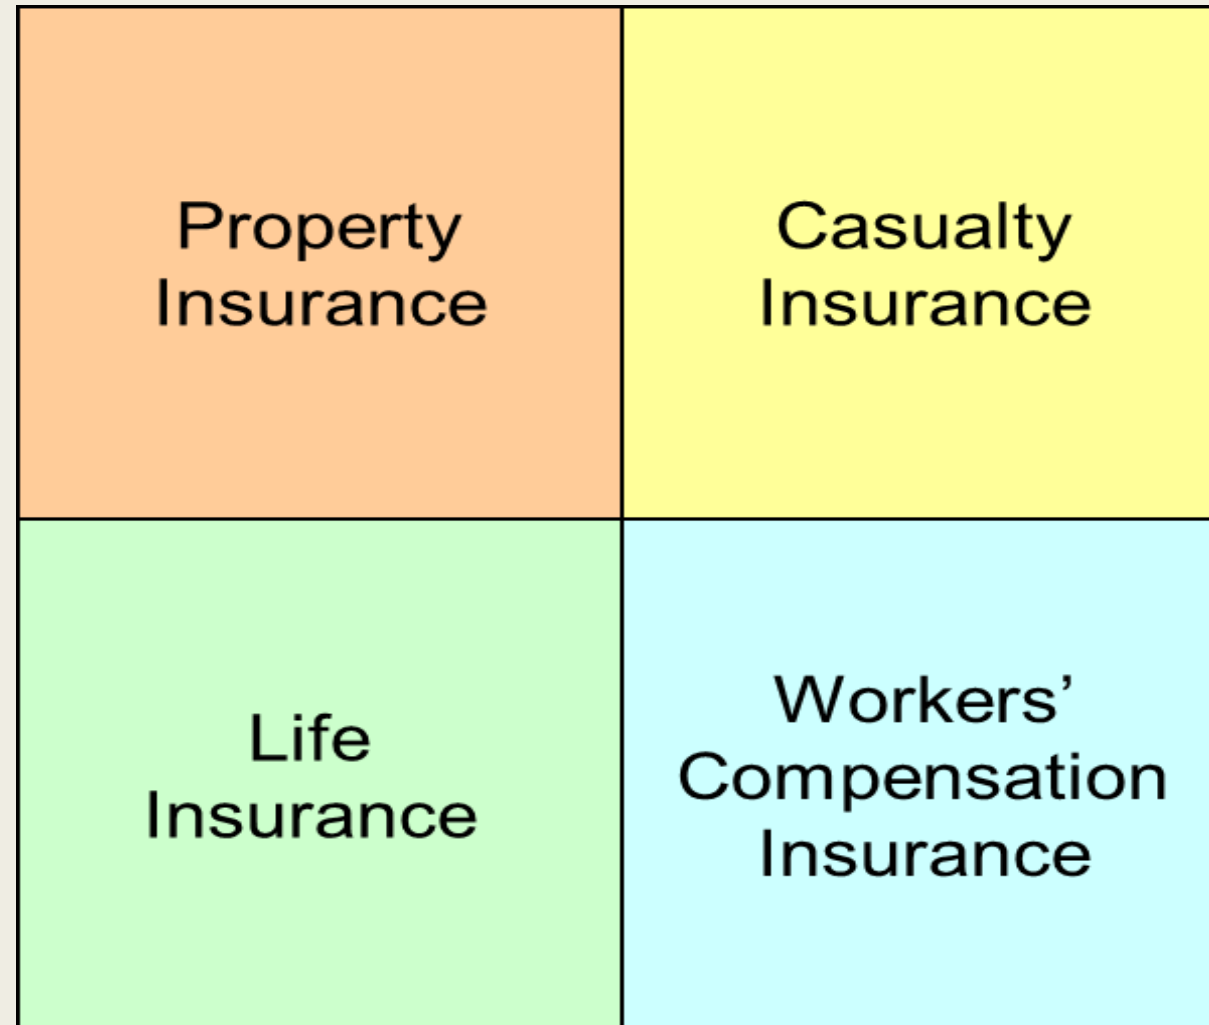 Property
Insurance
Casualty
Insurance
Life
Insurance
Workers’
Compensation
Insurance